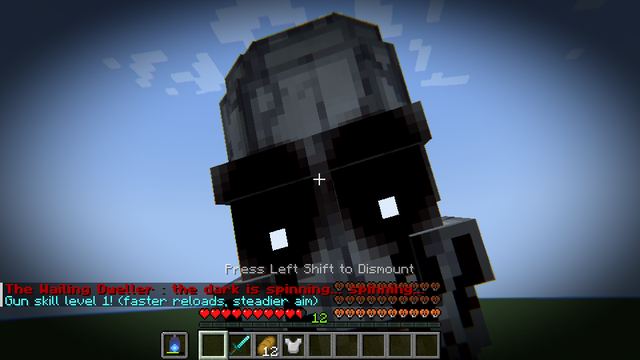 Press Left Shift to Dismount
The Wailing Dweller : the dark is spinning... spinning...
Gun skill level 1! (faster reloads, steadier aim)
12
12